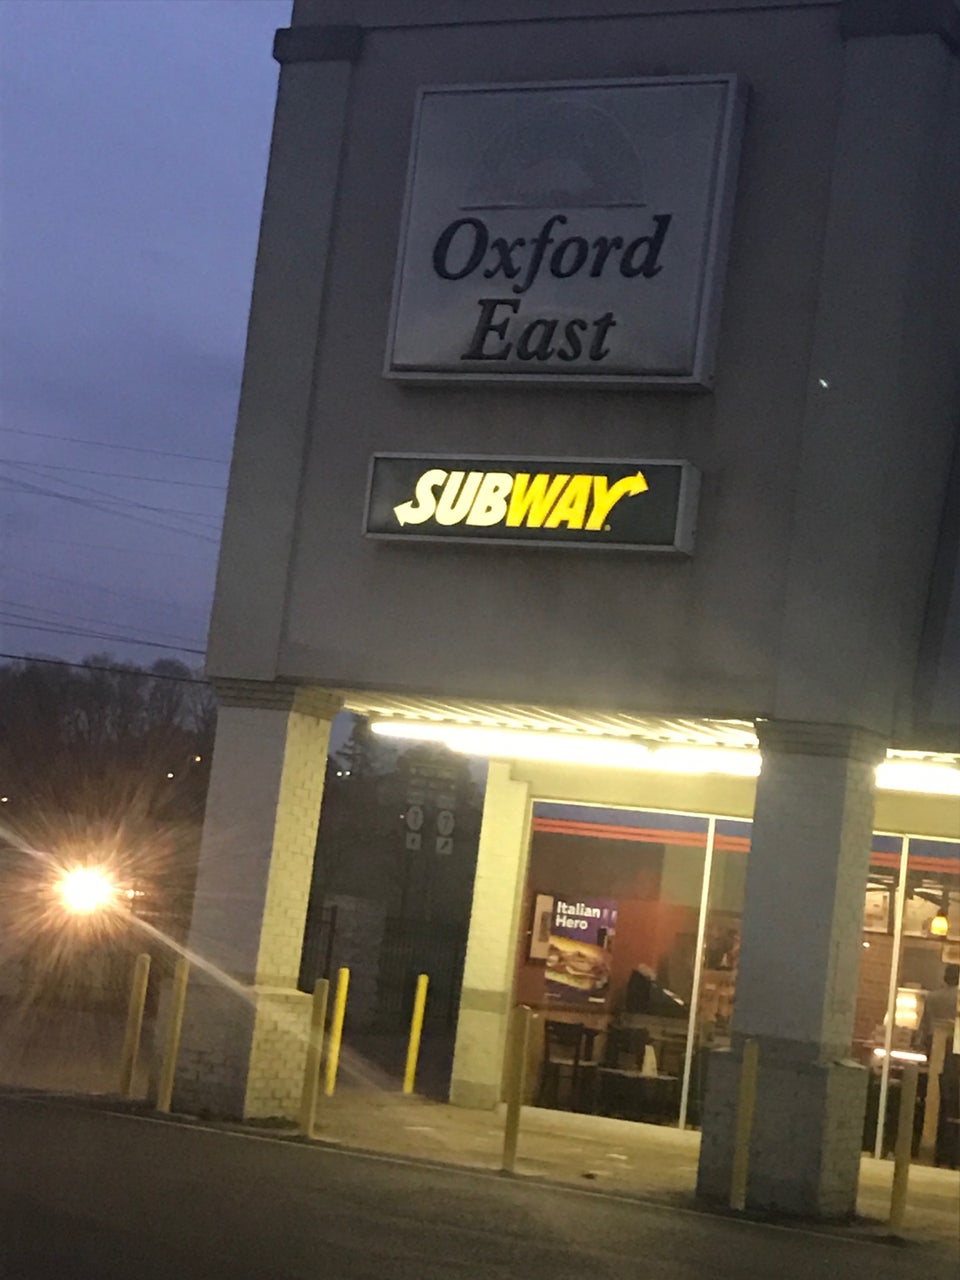 Oxford
East
SUBWAY
Italian
Hero